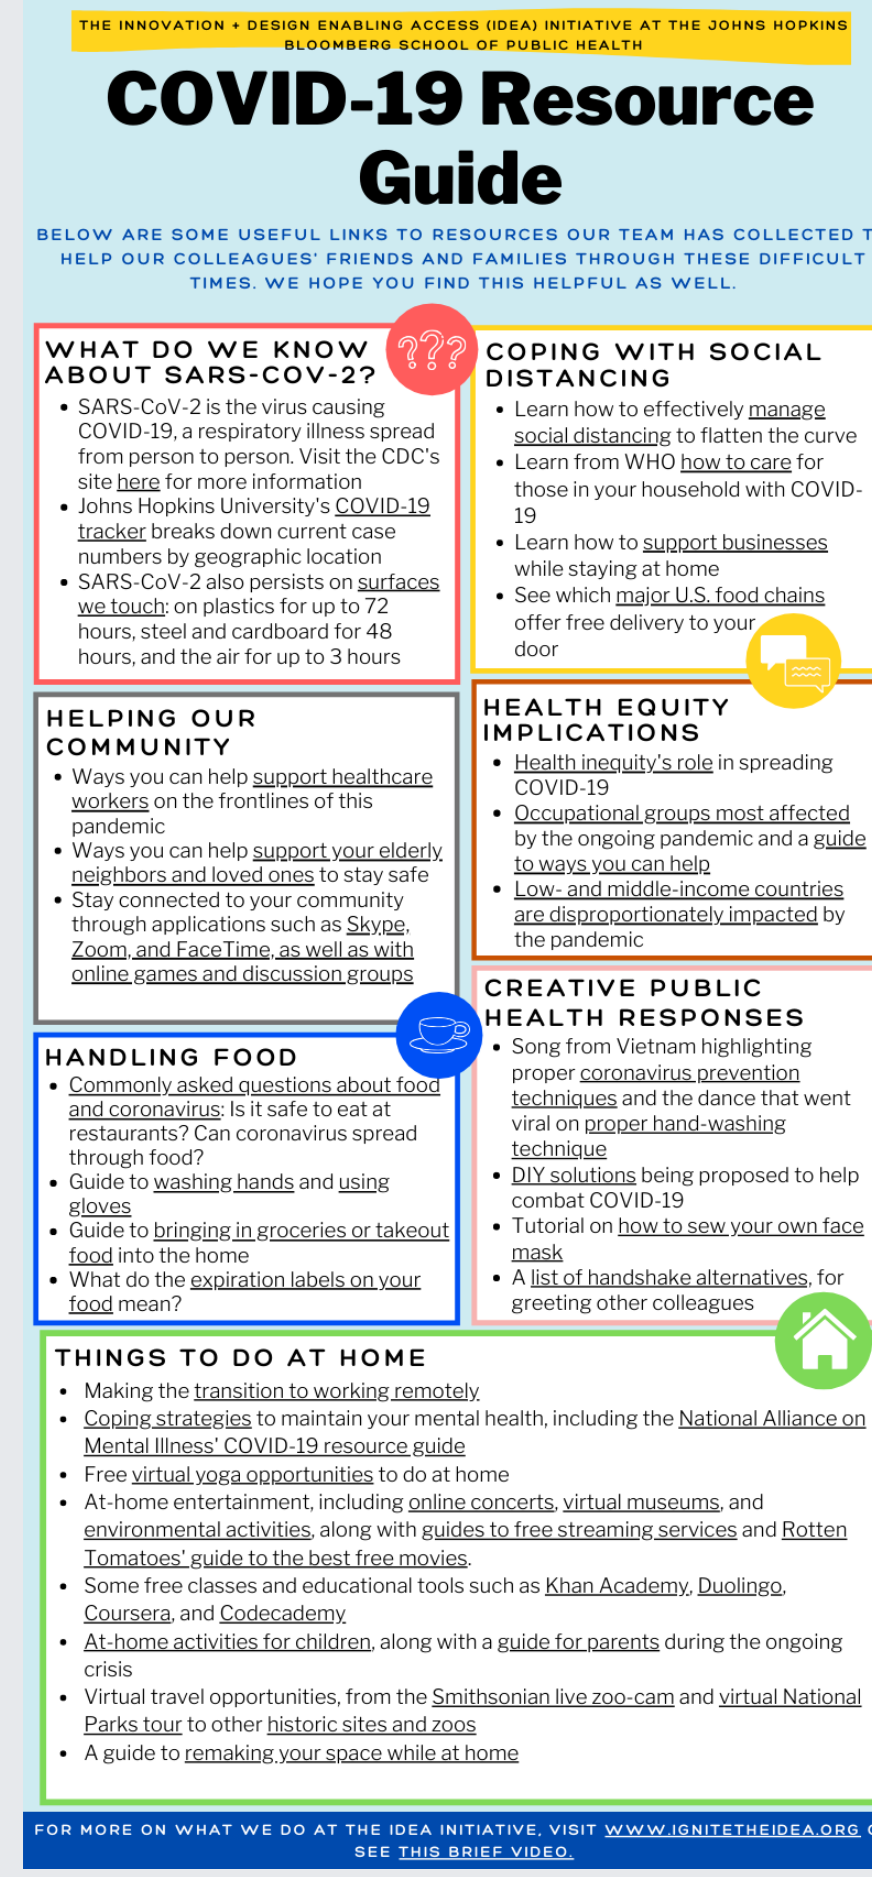 THE INNOVATION + DESIGN ENABLING ACCESS (IDEA) INITIATIVE AT THE JOHNS HOPKINS
BLOOMBERG SCHOOL OF PUBLIC HEALTH
COVID-19 Resource
Guide
BELOW ARE SOME USEFUL LINKS TO RESOURCES OUR TEAM HAS COLLECTED
HELP OUR COLLEAGUES' FRIENDS AND FAMILIES THROUGH THESE DIFFICULT
TIMES. WE HOPE YOU FIND THIS HELPFUL AS WELL.
WHAT DO WE KNOW
ABOUT SARS-COV-2?
???
• SARS-CoV-2 is the virus causing
COVID-19, a respiratory illness spread
from person to person. Visit the CDC's
site here for more information
• Johns Hopkins University's COVID-19
tracker breaks down current case
numbers by geographic location
• SARS-CoV-2 also persists on surfaces
we touch: on plastics for up to 72
hours, steel and cardboard for 48
hours, and the air for up to 3 hours
COPING WITH SOCIAL
DISTANCING
• Learn how to effectively manage
social distancing to flatten the curve
• Learn from WHO how to care for
those in your household with COVID-
19
• Learn how to support businesses
while staying at home
• See which major U.S. food chains
offer free delivery to your
door
HELPING OUR
COMMUNITY
• Ways you can help support healthcare
workers on the frontlines of this
pandemic
• Ways you can help support your elderly
neighbors and loved ones to stay safe
• Stay connected to your community
through applications such as Skype,
Zoom, and FaceTime, as well as with
online games and discussion groups
HEALTH EQUITY
IMPLICATIONS
• Health inequity's role in spreading
COVID-19
• Occupational groups most affected
by the ongoing pandemic and a guide
to ways you can help
• Low- and middle-income countries
are disproportionately impacted by
the pandemic
HANDLING FOOD
• Commonly asked questions about food
and coronavirus: Is it safe to eat at
restaurants? Can coronavirus spread
through food?
• Guide to washing hands and using
gloves
• Guide to bringing in groceries or takeout
food into the home
• What do the expiration labels on your
food mean?
CREATIVE PUBLIC
HEALTH RESPONSES
• Song from Vietnam highlighting
proper coronavirus prevention
techniques and the dance that went
viral on proper hand-washing
technique
• DIY solutions being proposed to help
combat COVID-19
• Tutorial on how to sew your own face
mask
• A list of handshake alternatives, for
greeting other colleagues
THINGS TO DO AT HOME
• Making the transition to working remotely
• Coping strategies to maintain your mental health, including the National Alliance on
Mental Illness' COVID-19 resource guide
• Free virtual yoga opportunities to do at home
• At-home entertainment, including online concerts, virtual museums, and
environmental activities, along with guides to free streaming services and Rotten
Tomatoes' guide to the best free movies.
• Some free classes and educational tools such as Khan Academy, Duolingo,
Coursera, and Codecademy
• At-home activities for children, along with a guide for parents during the ongoing
crisis
• Virtual travel opportunities, from the Smithsonian live zoo-cam and virtual National
Parks tour to other historic sites and zoos
• A guide to remaking your space while at home
FOR MORE ON WHAT WE DO AT THE IDEA INITIATIVE, VISIT WWW.IGNITETHEIDEA.ORG
SEE THIS BRIEF VIDEO.